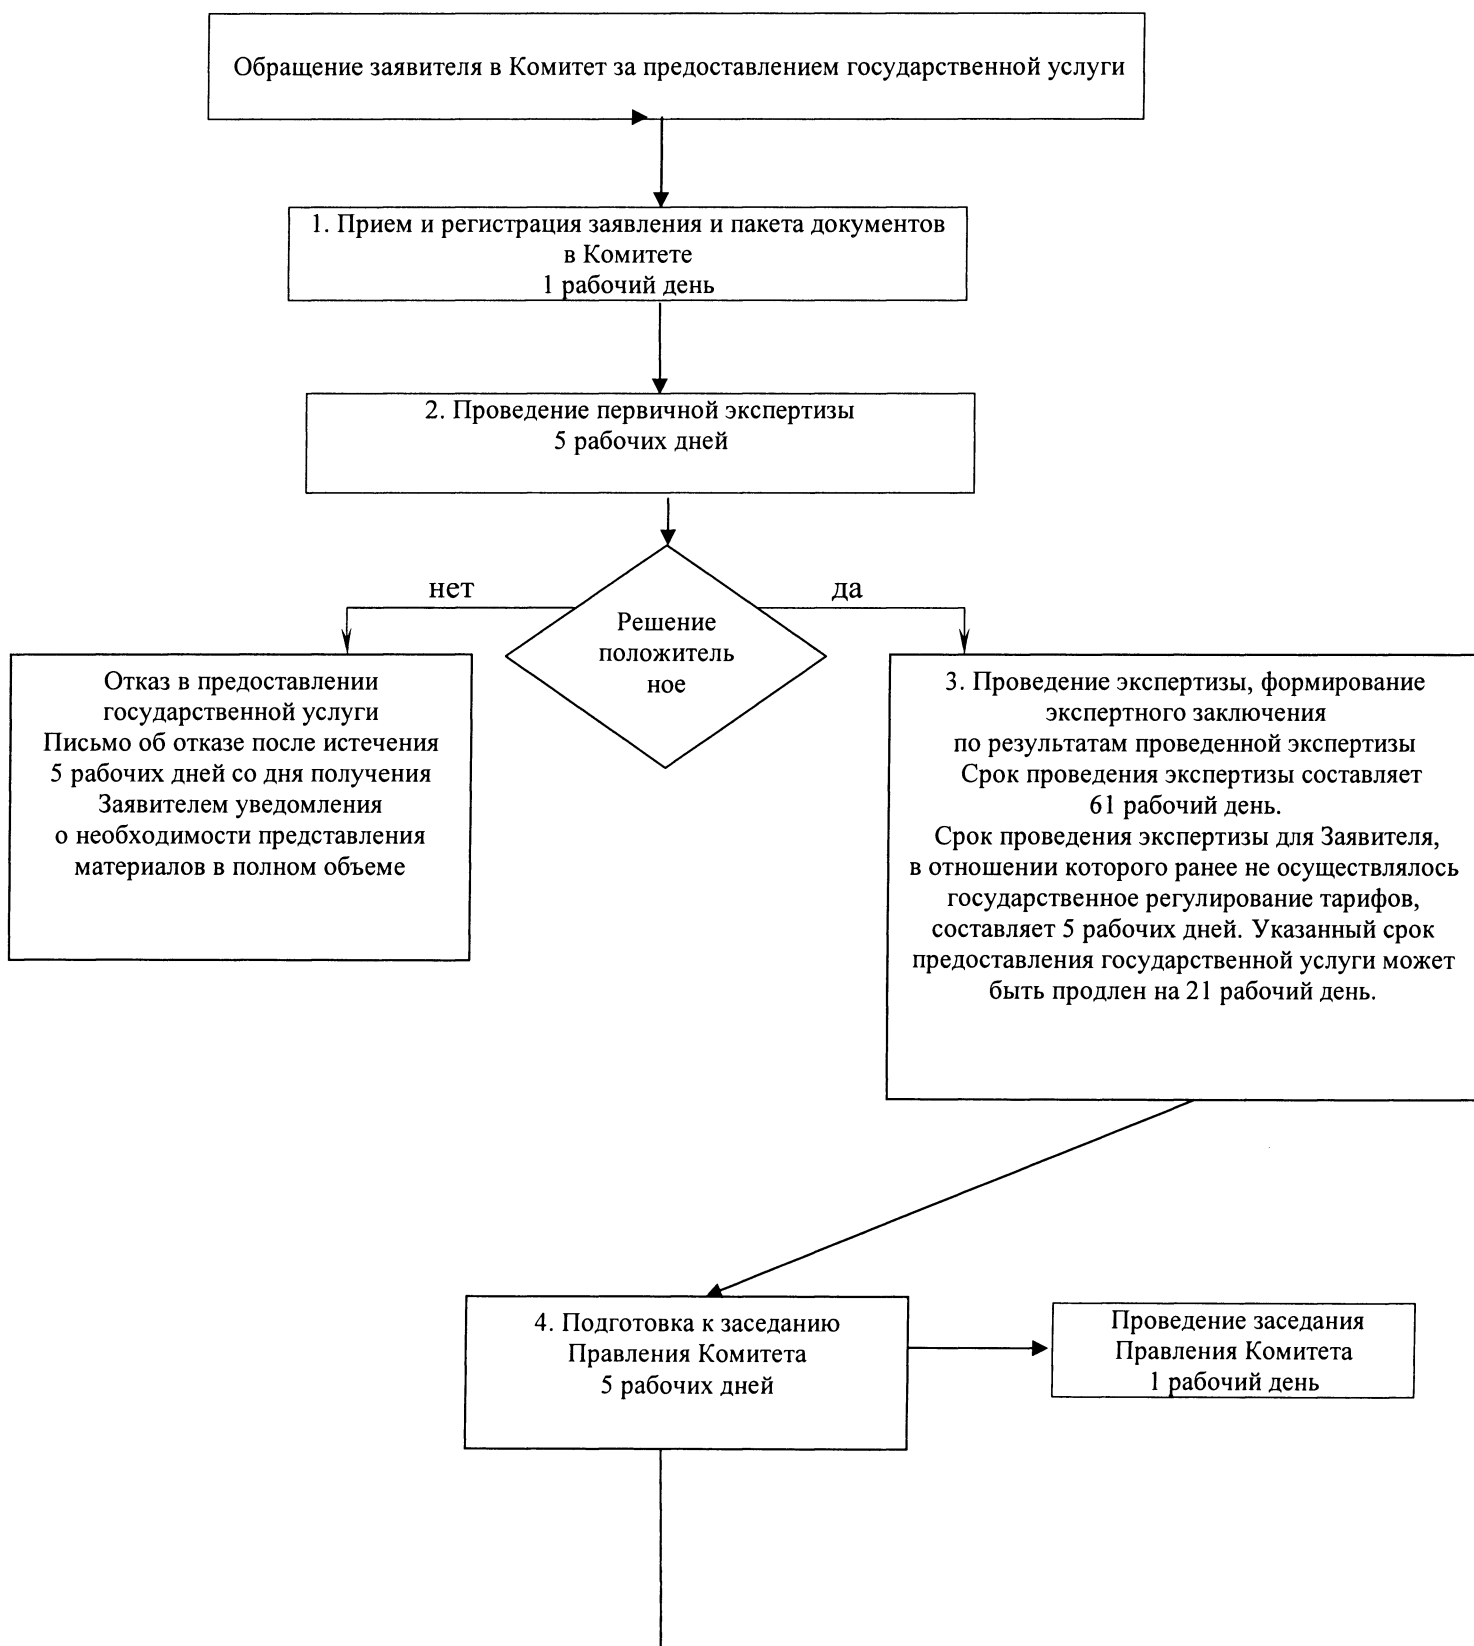 Обращение заявителя в Комитет за предоставлением государственной услуги
1. Прием и регистрация заявления и пакета документов
в Комитете
1 рабочий день
2. Проведение первичной экспертизы
5 рабочих дней
нет
да
Решение
положитель
ное
Отказ в предоставлении
государственной услуги
Письмо об отказе после истечения
5 рабочих дней со дня получения
Заявителем уведомления
о необходимости представления
материалов в полном объеме
3. Проведение экспертизы, формирование
экспертного заключения
по результатам проведенной экспертизы
Срок проведения экспертизы составляет
61 рабочий день.
Срок проведения экспертизы для Заявителя,
в отношении которого ранее не осуществлялось
государственное регулирование тарифов,
составляет 5 рабочих дней. Указанный срок
предоставления государственной услуги может
быть продлен на 21 рабочий день.
4. Подготовка к заседанию
Правления Комитета
5 рабочих дней
Проведение заседания
Правления Комитета
1 рабочий день